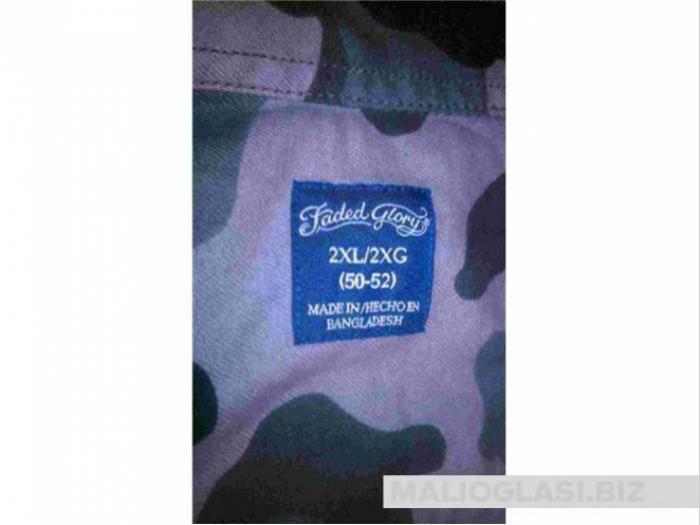 Faded Glory
2XL/2XG
(50-52)
MADE IN/HECHO EN
BANGLADESH
MALIOGLASI.BIZ